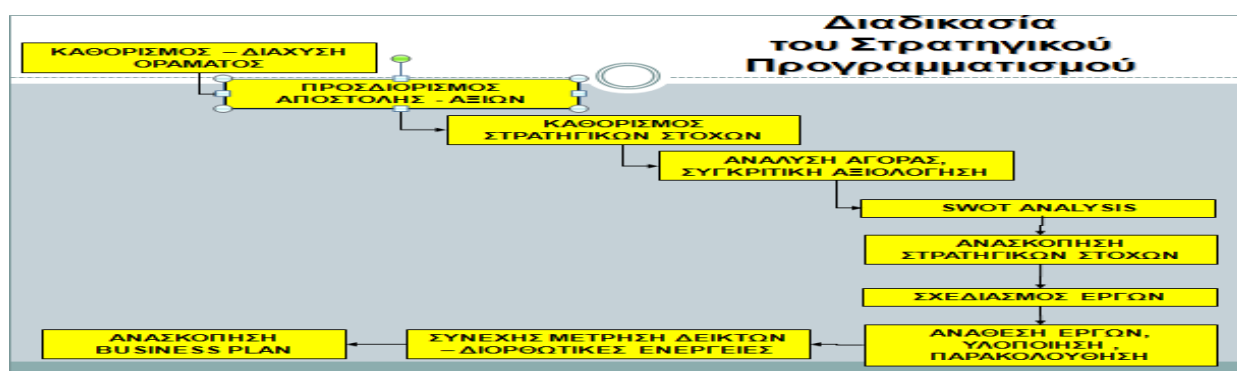 Διαδικασία
του Στρατηγικού
Προγραμματισμού
ΚΑΘΟΡΙΣΜΟΣ – ΔΙΑΧΥΣΗ
ΟΡΑΜΑΤΟΣ
ΠΡΟΣΔΙΟΡΙΣΜΟΣ
ΑΠΟΣΤΟΛΗΣ - ΑΞΙΩΝ
ΚΑΘΟΡΙΣΜΟΣ
ΣΤΡΑΤΗΓΙΚΩΝ ΣΤΟΧΩΝ
ΑΝΑΛΥΣΗ ΑΓΟΡΑΣ,
ΣΥΓΚΡΙΤΙΚΗ ΑΞΙΟΛΟΓΗΣΗ
SWOT ANALYSIS
ΑΝΑΣΚΟΠΗΣΗ
ΣΤΡΑΤΗΓΙΚΩΝ ΣΤΟΧΩΝ
ΣΧΕΔΙΑΣΜΟΣ ΕΡΓΩΝ
ΑΝΑΘΕΣΗ ΕΡΓΩΝ,
ΥΛΟΠΟΙΗΣΗ ,
ΠΑΡΑΚΟΛΟΥΘΗΣΗ
ΣΥΝΕΧΗΣ ΜΕΤΡΗΣΗ ΔΕΙΚΤΩΝ
– ΔΙΟΡΘΩΤΙΚΕΣ ΕΝΕΡΓΕΙΕΣ
ΑΝΑΣΚΟΠΗΣΗ
BUSINESS PLAN